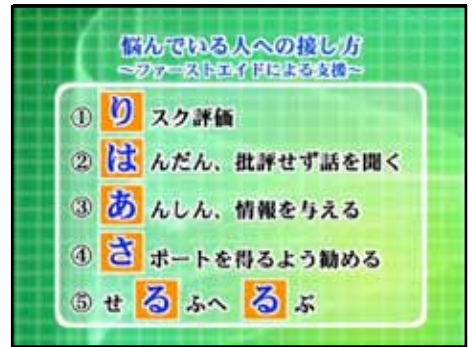 悩んでいる人への接し方
～ファーストエイドによる支援～
① り スク評価
② は んだん、批評せず話を聞く
③ あ んしん、情報を与える
④ さ ポートを得るよう勧める
⑤ せ る ふへ る ぷ